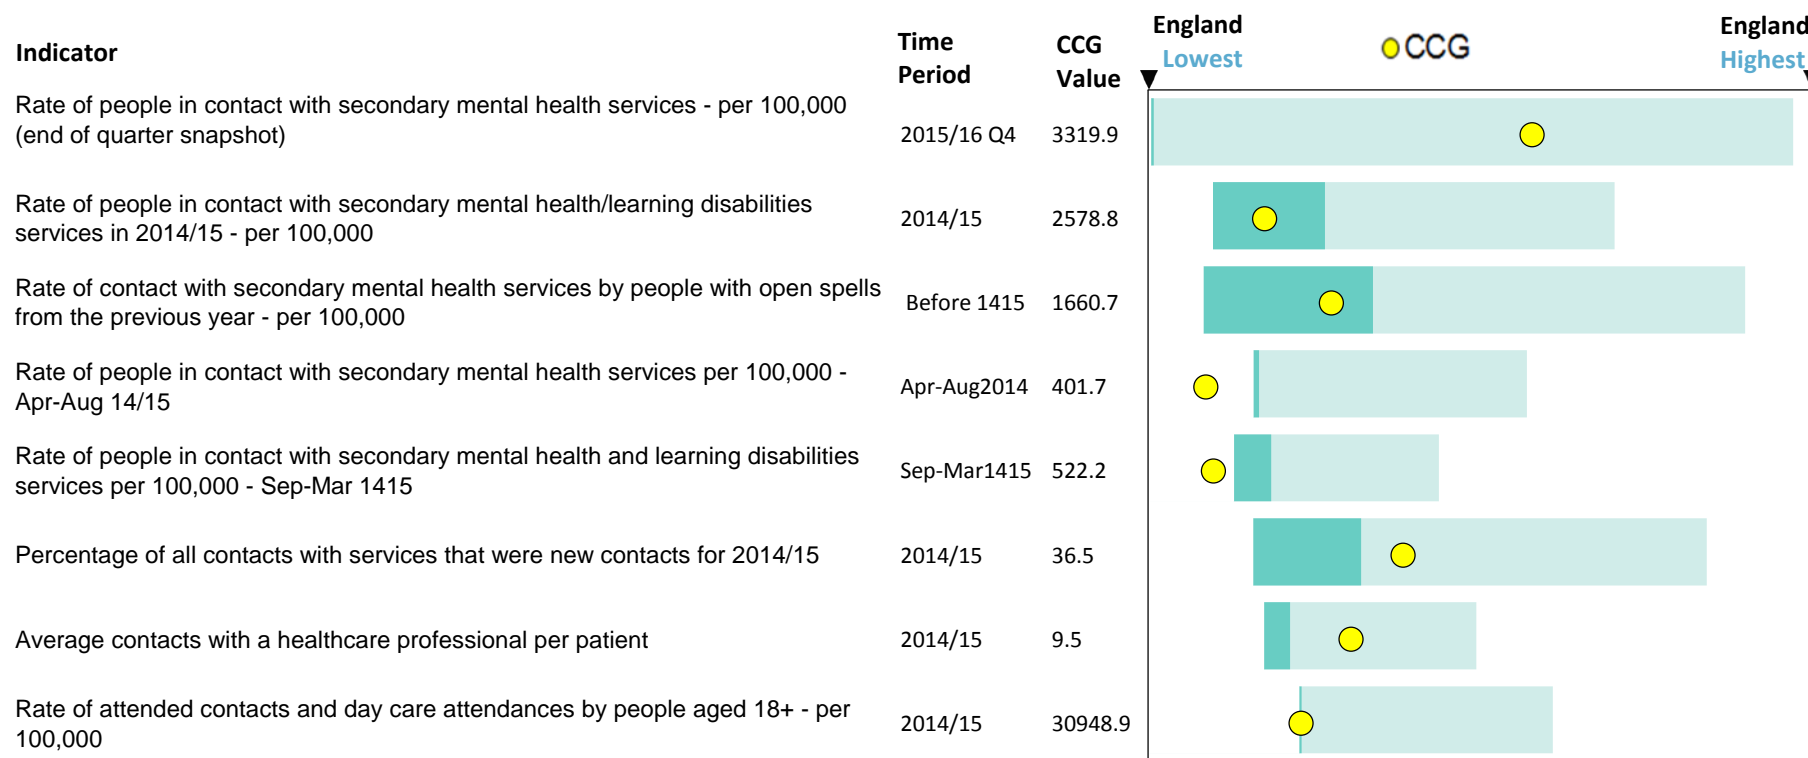 Indicator
Time Period
CCG Value
England Lowest
CCG
England Highest
Rate of people in contact with secondary mental health services - per 100,000
(end of quarter snapshot)
2015/16 Q4 3319.9
Rate of people in contact with secondary mental health/learning disabilities
services in 2014/15 - per 100,000
2014/15 2578.8
Rate of contact with secondary mental health services by people with open spells
from the previous year - per 100,000
Before 1415 1660.7
Rate of people in contact with secondary mental health services per 100,000 -
Apr-Aug 14/15
Apr-Aug2014 401.7
Rate of people in contact with secondary mental health and learning disabilities
services per 100,000 - Sep-Mar 1415
Sep-Mar1415 522.2
Percentage of all contacts with services that were new contacts for 2014/15
2014/15 36.5
Average contacts with a healthcare professional per patient
2014/15 9.5
Rate of attended contacts and day care attendances by people aged 18+ - per
100,000
2014/15 30948.9